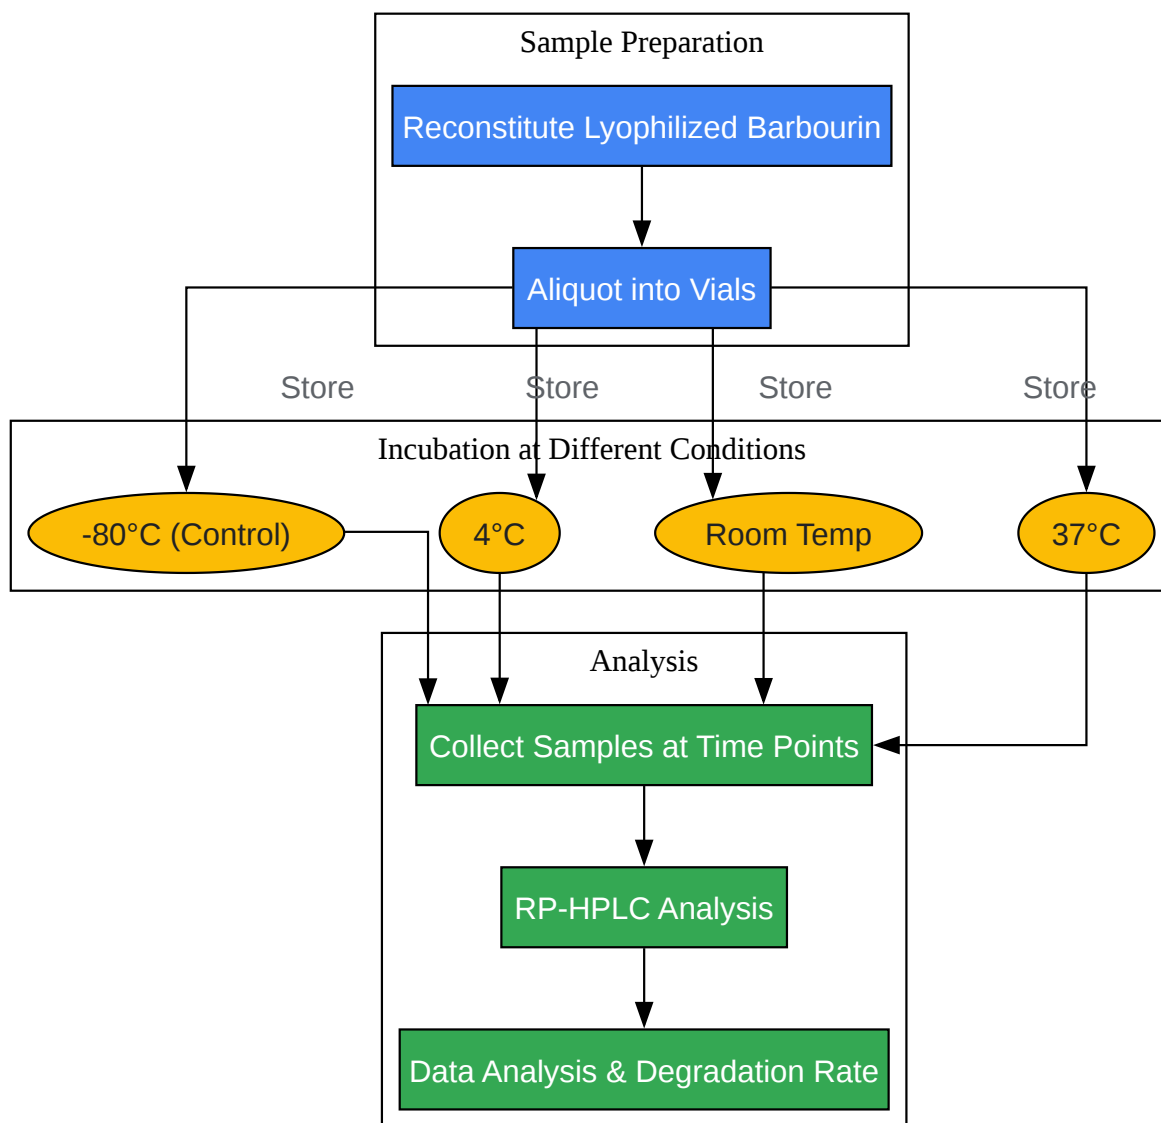 Sample Preparation
Reconstitute Lyophilized Barbourin
Aliquot into Vials
Store
Store
Store
Store
Incubation at Different Conditions
-80°C (Control)
4°C
Room Temp
37°C
Analysis
Collect Samples at Time Points
RP-HPLC Analysis
Data Analysis & Degradation Rate